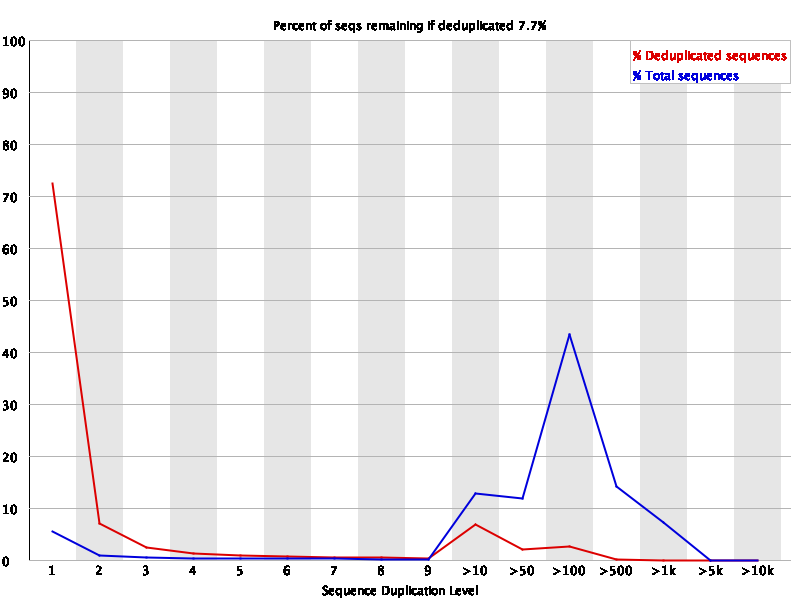 Percent of seqs remaining if deduplicated 7.7%
% Deduplicated sequences
% Total sequences
100
90
80
70
60
50
40
30
20
10
0
1 2 3 4 5 6 7 8 9 >10 >50 >100 >500 >1k >5k >10k
Sequence Duplication Level